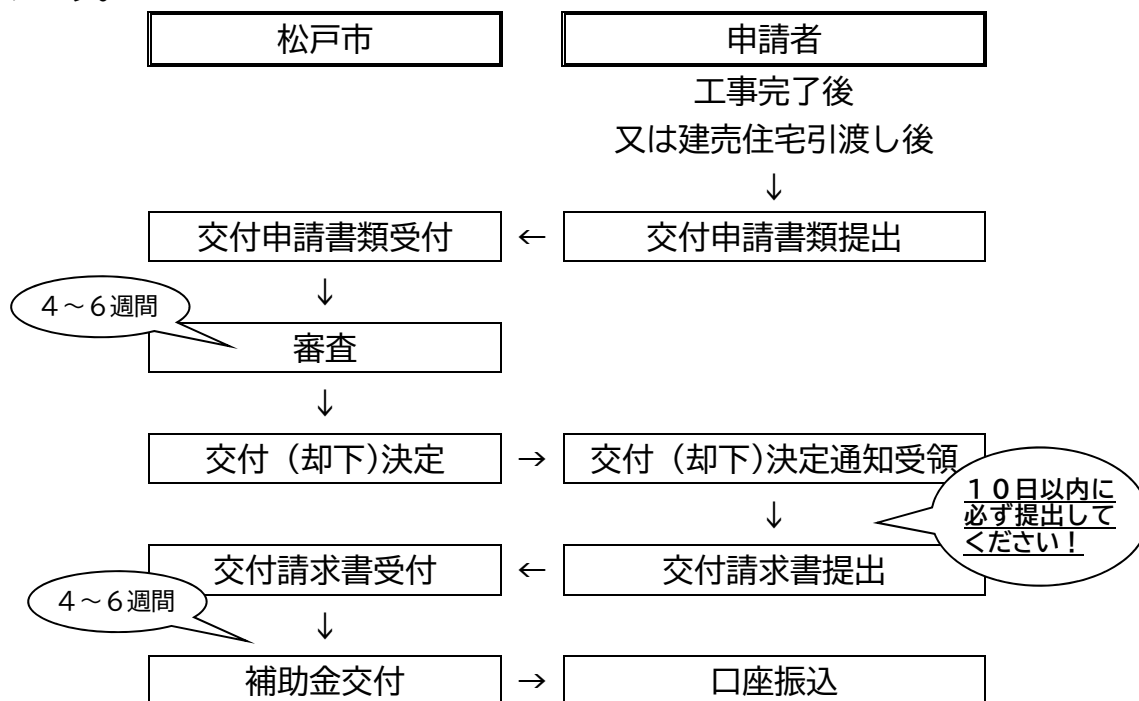 松戸市 申請者
工事完了後
又は建売住宅引渡し後
↓
交付申請書類受付 ← 交付申請書類提出
↓
４～６週間
審査
↓
交付（却下)決定 → 交付（却下)決定通知受領
↓
１０日以内に
必ず提出して
ください！
交付請求書受付 ← 交付請求書提出
４～６週間
↓
補助金交付 → 口座振込